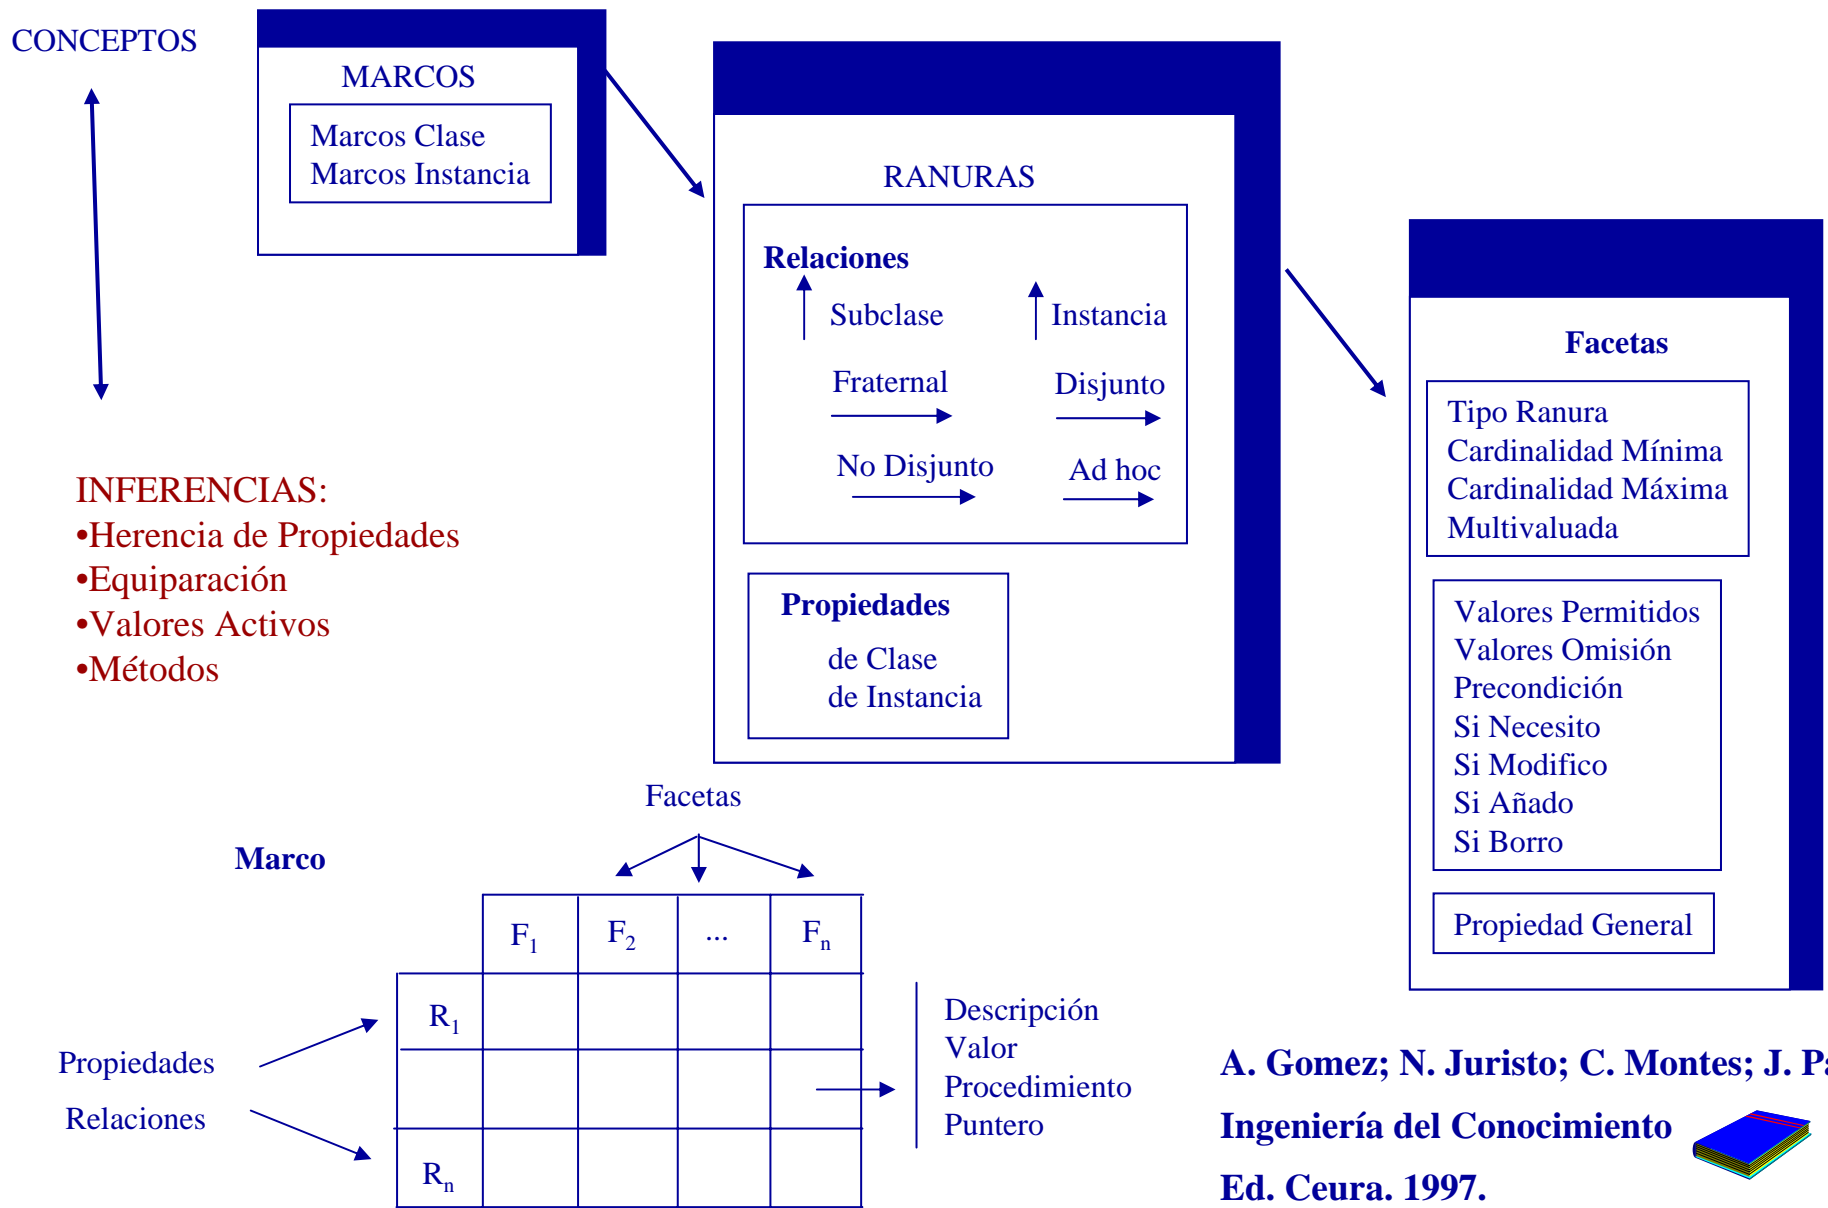 CONCEPTOS
MARCOS
Marcos Clase
Marcos Instancia
RANURAS
Relaciones
Subclase
Instancia
Fraternal
Disjunto
No Disjunto
Ad hoc
Propiedades
de Clase
de Instancia
Facetas
Tipo Ranura
Cardinalidad Mínima
Cardinalidad Máxima
Multivaluada
Valores Permitidos
Valores Omisión
Precondición
Si Necesito
Si Modifico
Si Añado
Si Borro
Propiedad General
INFERENCIAS:
•Herencia de Propiedades
•Equiparación
•Valores Activos
•Métodos
Facetas
Marco
F1 F2 ... Fn
R1
Rn
Propiedades
Relaciones
Descripción
Valor
Procedimiento
Puntero
A. Gomez; N. Juristo; C. Montes; J.
Ingeniería del Conocimiento
Ed. Ceura. 1997.